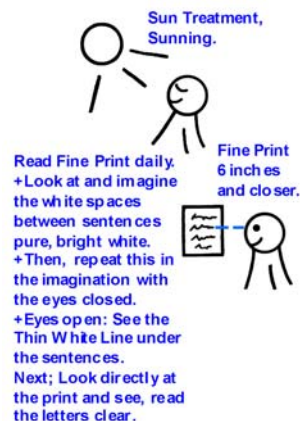 Sun Treatment,
Sunning.
Fine Print
6 inches
and closer.
Read Fine Print daily.
+Look at and imagine
the white spaces
between sentences
pure, bright white.
+Then, repeat this in
the imagination with
the eyes closed.
+Eyes open: See the
Thin White Line under
the sentences.
Next; Look directly at
the print and see, read
the letters clear.